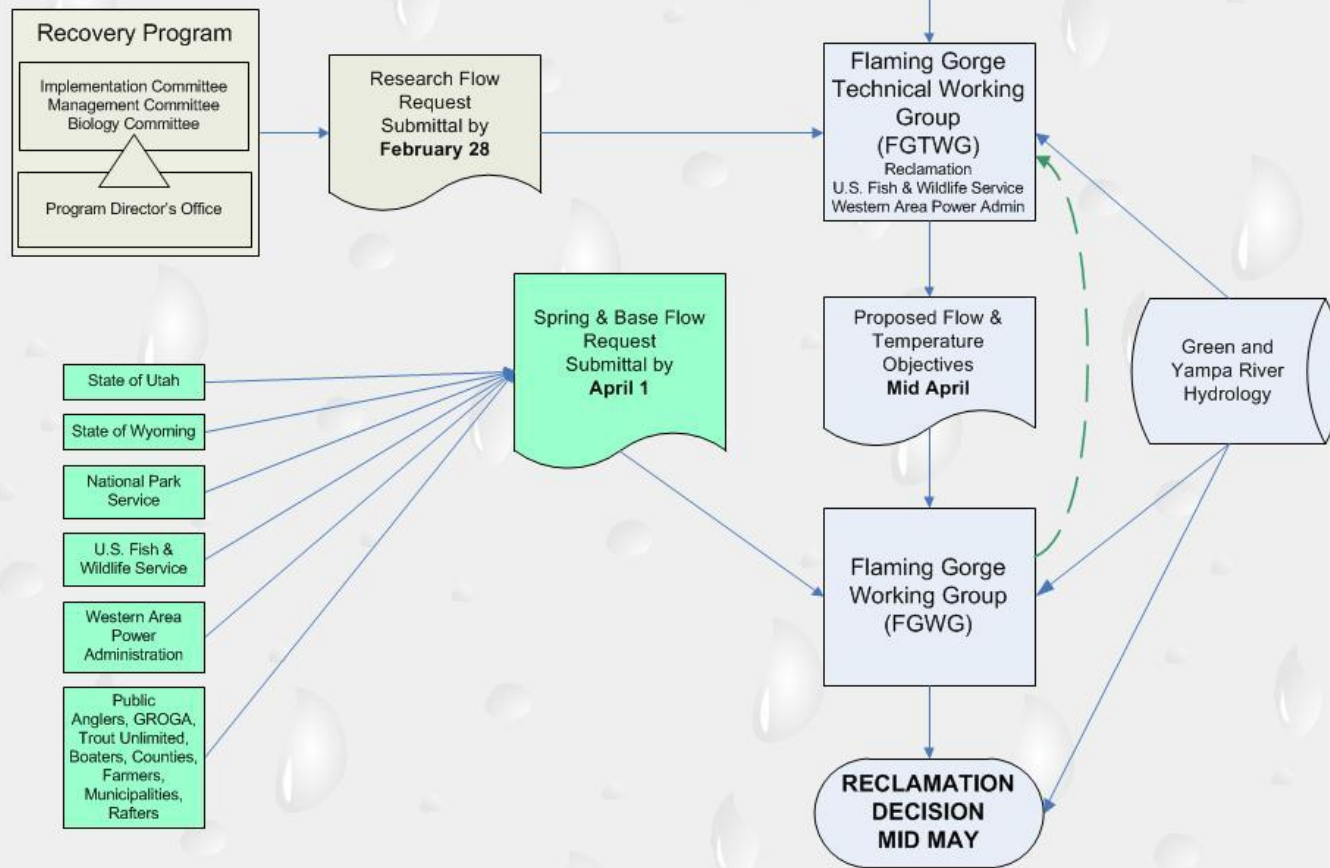 Recovery Program
Implementation Committee
Management Committee
Biology Committee
Program Director's Office
Research Flow
Request
Submittal by
February 28
Flaming Gorge
Technical Working
Group
(FGTWG)
Reclamation
U.S. Fish & Wildlife Service
Western Area Power Admin
Spring & Base Flow
Request
Submittal by
April 1
Proposed Flow &
Temperature
Objectives
Mid April
Green and
Yampa River
Hydrology
State of Utah
State of Wyoming
National Park
Service
U.S. Fish &
Wildlife Service
Western Area
Power
Administration
Public
Anglers, GROGA,
Trout Unlimited,
Boaters, Counties,
Farmers,
Municipalities,
Rafters
Flaming Gorge
Working Group
(FGWG)
RECLAMATION
DECISION
MID MAY